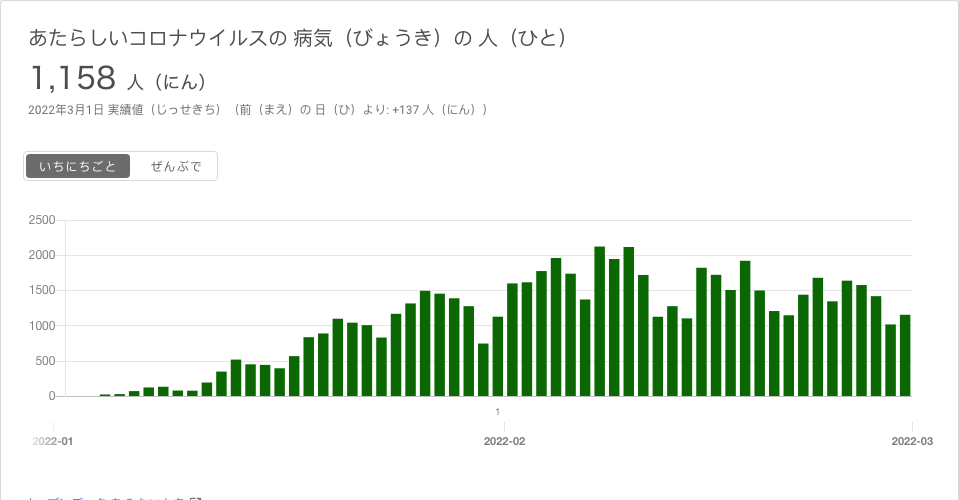 あたらしいコロナウイルスの 病気（びょうき）の 人（ひと）
1,158 人（にん）
2022年3月1日 実績値（じっせきち）（前（まえ）の 日（ひ）より: +137 人（にん））
いちにちごと ぜんぶで
2500
2000
1500
1000
500
0
1
2022-01 2022-02 2022-03